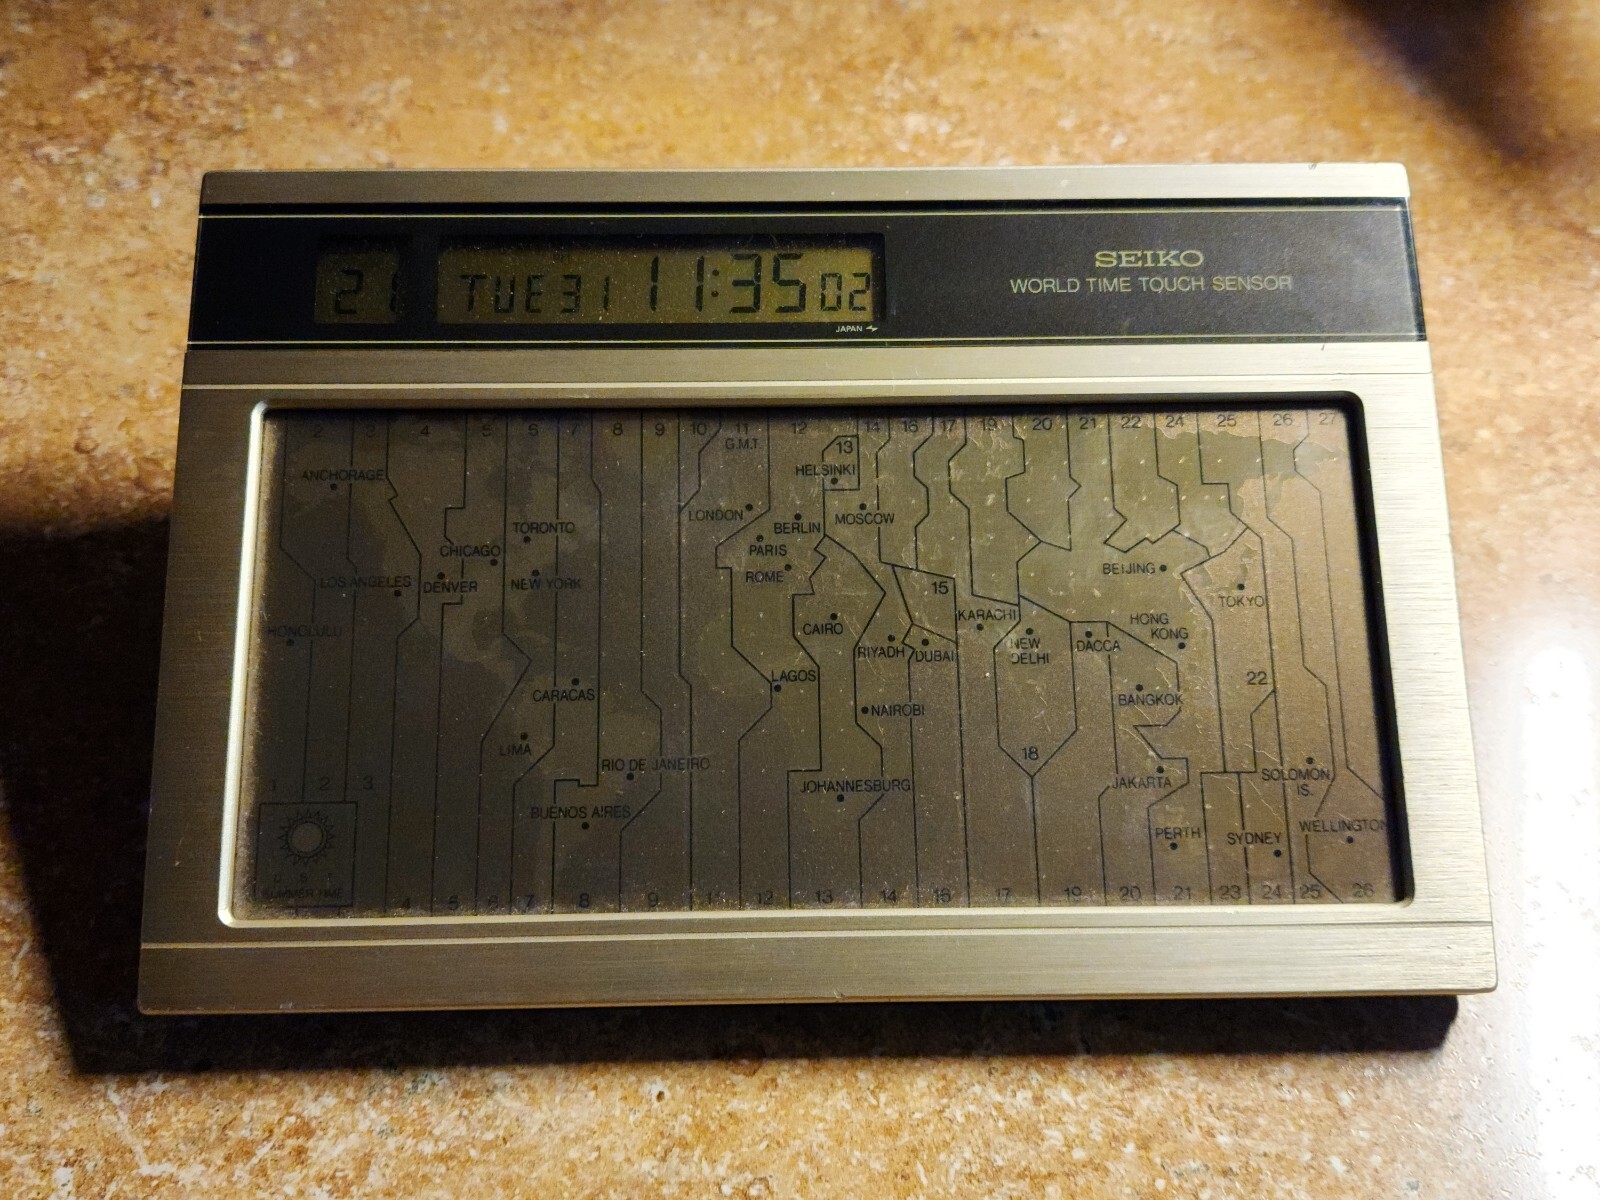 21 TUE 31 11:35 02
SEIKO
WORLD TIME TOUCH SENSOR
JAPAN
2 3 4 5 6 7 8 9 10 11 12 14 16 17 19 20 21 22 24 25 26 27
G.M.T.
13
HELSINKI
ANCHORAGE
LONDON
BERLIN
MOSCOW
TORONTO
CHICAGO
PARIS
ROME
BEIJING
LOS ANGELES
DENVER
NEW YORK
15
TOKYO
HONOLULU
CAIRO
KARACHI
HONG
KONG
RIYADH
DUBAI
NEW
DELHI
DACCA
LAGOS
22
CARACAS
NAIROBI
BANGKOK
LIMA
18
RIO DE JANEIRO
JOHANNESBURG
JAKARTA
SOLOMON
IS.
1 2 3
BUENOS AIRES
PERTH
SYDNEY
WELLINGTON
D S T
SUMMER TIME
4 5 6 7 8 9 11 12 13 14 16 17 19 20 21 23 24 25 26